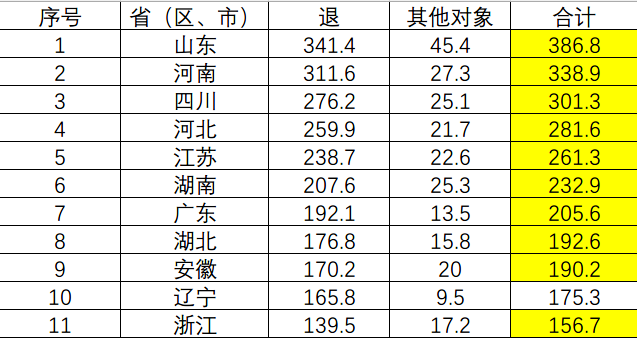 序号 省（区、市） 退 其他对象 合计
1 山东 341.4 45.4 386.8
2 河南 311.6 27.3 338.9
3 四川 276.2 25.1 301.3
4 河北 259.9 21.7 281.6
5 江苏 238.7 22.6 261.3
6 湖南 207.6 25.3 232.9
7 广东 192.1 13.5 205.6
8 湖北 176.8 15.8 192.6
9 安徽 170.2 20 190.2
10 辽宁 165.8 9.5 175.3
11 浙江 139.5 17.2 156.7